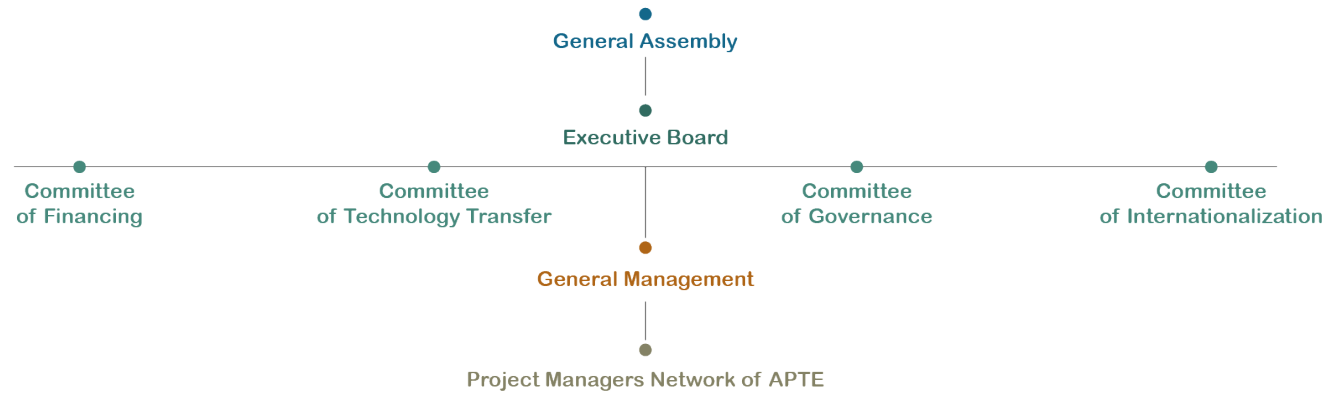 General Assembly
Executive Board
Committee
of Financing
Committee
of Technology Transfer
Committee
of Governance
Committee
of Internationalization
General Management
Project Managers Network of APTE